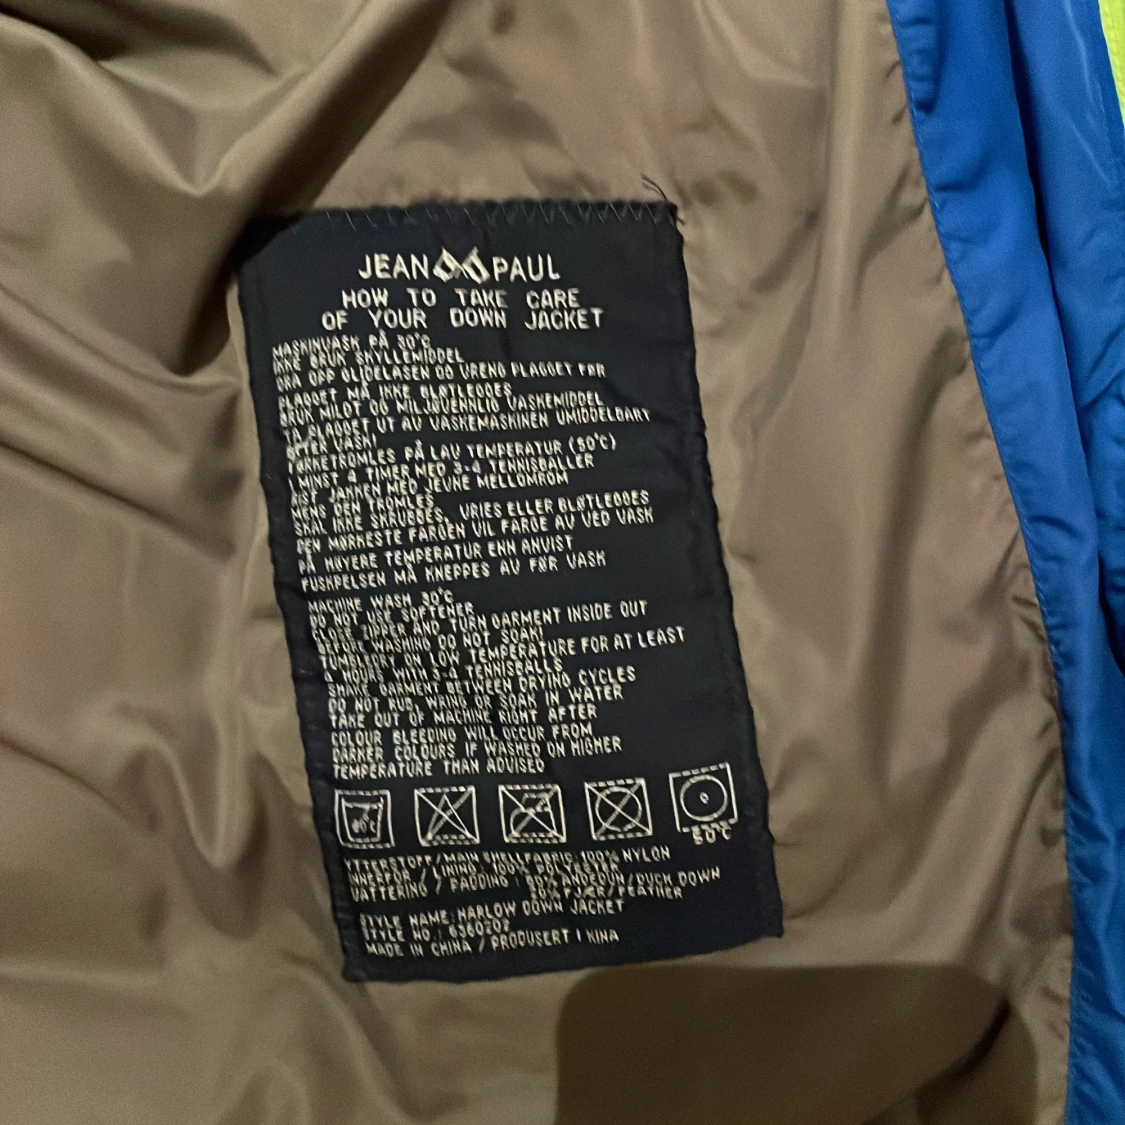 JEAN PAUL
HOW TO TAKE CARE
OF YOUR DOWN JACKET
MASKINVASK PÅ 30°C
IKKE BRUK SKYLLEMIDDEL
DRA OPP GLIDELÅSEN OG VRENG PLAGGET FØR
PLAGGET MÅ IKKE BLØTLEGGES
BRUK MILDT OG MILJØVENNLIG VASKEMIDDEL
TA PLAGGET UT AV VASKEMASKINEN UMIDDELBART
ETTER VASK!
TØRKETROMLES PÅ LAV TEMPERATUR (50°C)
I MINST 4 TIMER MED 3-4 TENNISBALLER
RIST JAKKEN MED JEVNE MELLOMROM
MENS DEN TROMLES
SKAL IKKE SKRUBBES, VRIES ELLER BLØTLEGGES
DEN MØRKESTE FARGEN VIL FARGE AV VED VASK
PÅ HØYERE TEMPERATUR ENN ANVIST
FUSKPELSEN MÅ KNEPPES AV FØR VASK
MACHINE WASH 30°C
DO NOT USE SOFTENER
CLOSE ZIPPER AND TURN GARMENT INSIDE OUT
BEFORE WASHING DO NOT SOAK!
TUMBLEDRY ON LOW TEMPERATURE FOR AT LEAST
4 HOURS WITH 3-4 TENNISBALLS
SHAKE GARMENT BETWEEN DRYING CYCLES
DO NOT RUB, WRING OR SOAK IN WATER
TAKE OUT OF MACHINE RIGHT AFTER
COLOUR BLEEDING WILL OCCUR FROM
DARKER COLOURS IF WASHED ON HIGHER
TEMPERATURE THAN ADVISED
50°C
YTTERSTOFF/MAIN SHELLFABRIC: 100% NYLON
INNERFOR / LINING: 100% POLYESTER
VATTERING / PADDING : 80% ANDEDUN/DUCK DOWN
20% FJÆR/FEATHER
STYLE NAME: HARLOW DOWN JACKET
STYLE NO.: 6360202
MADE IN CHINA / PRODUSERT I KINA